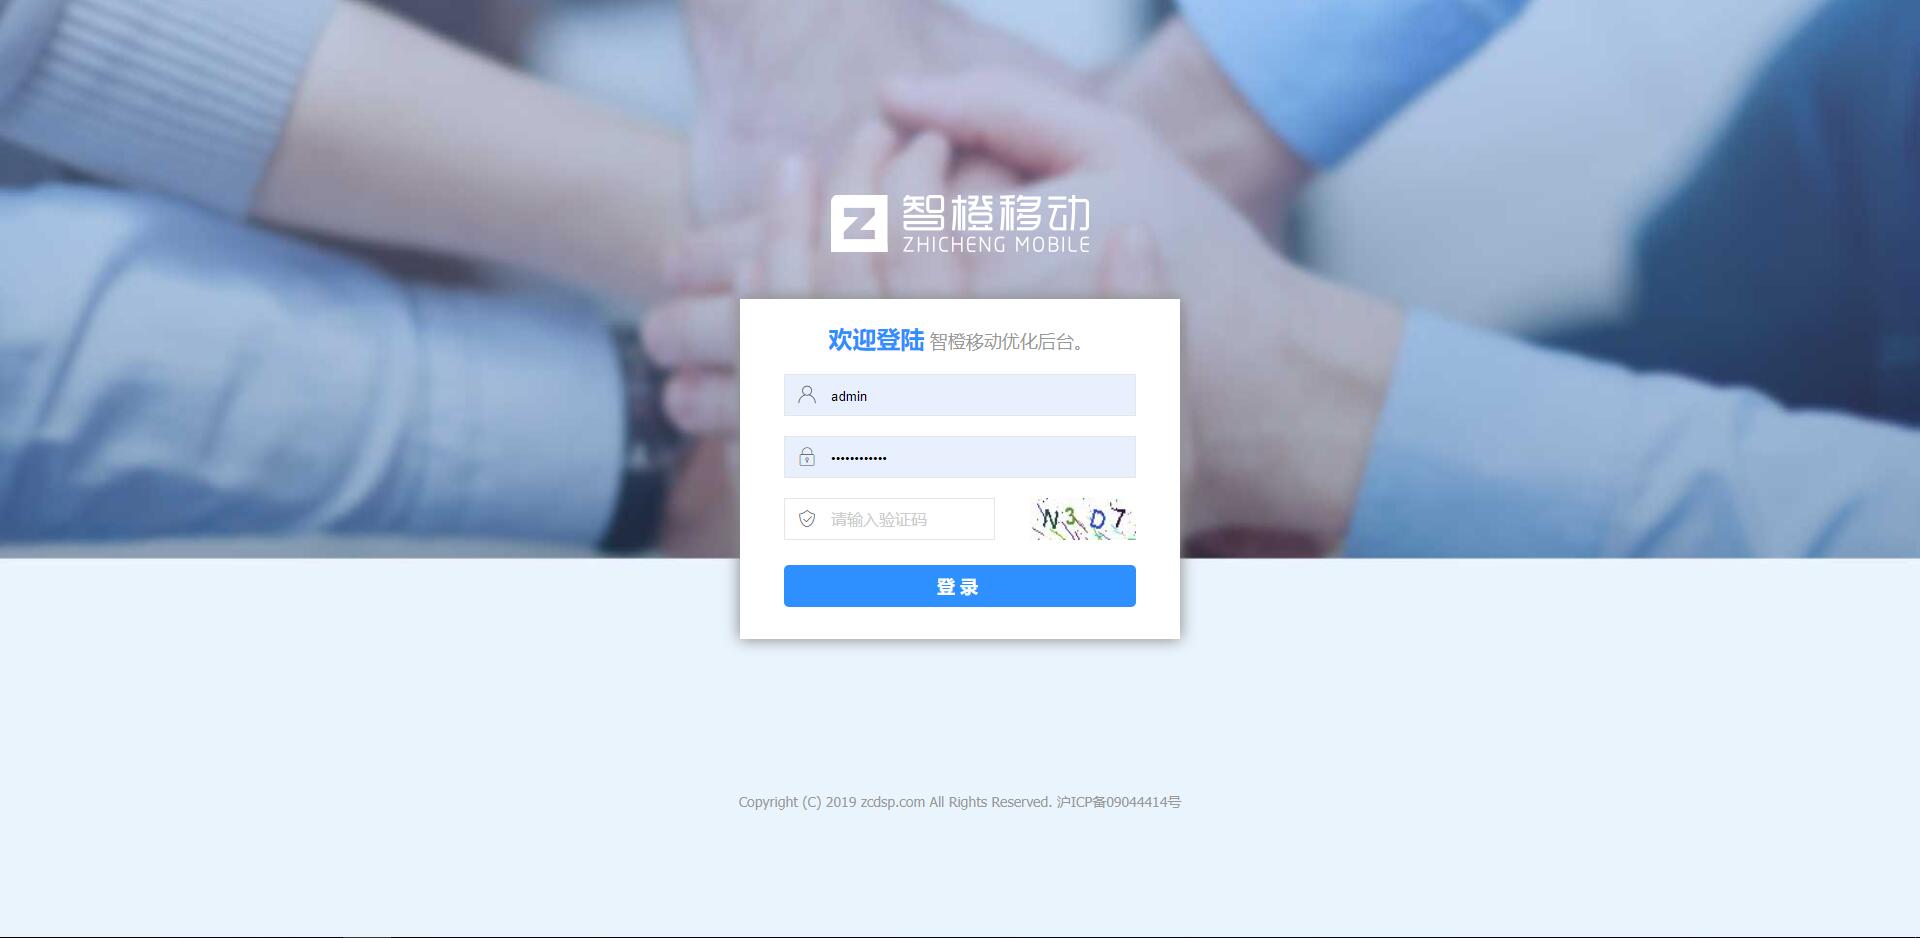 智橙移动
ZHICHENG MOBILE
欢迎登陆 智橙移动优化后台。
admin
••••••••••••
请输入验证码
N3D7
登 录
Copyright (C) 2019 zcdsp.com All Rights Reserved. 沪ICP备09044414号